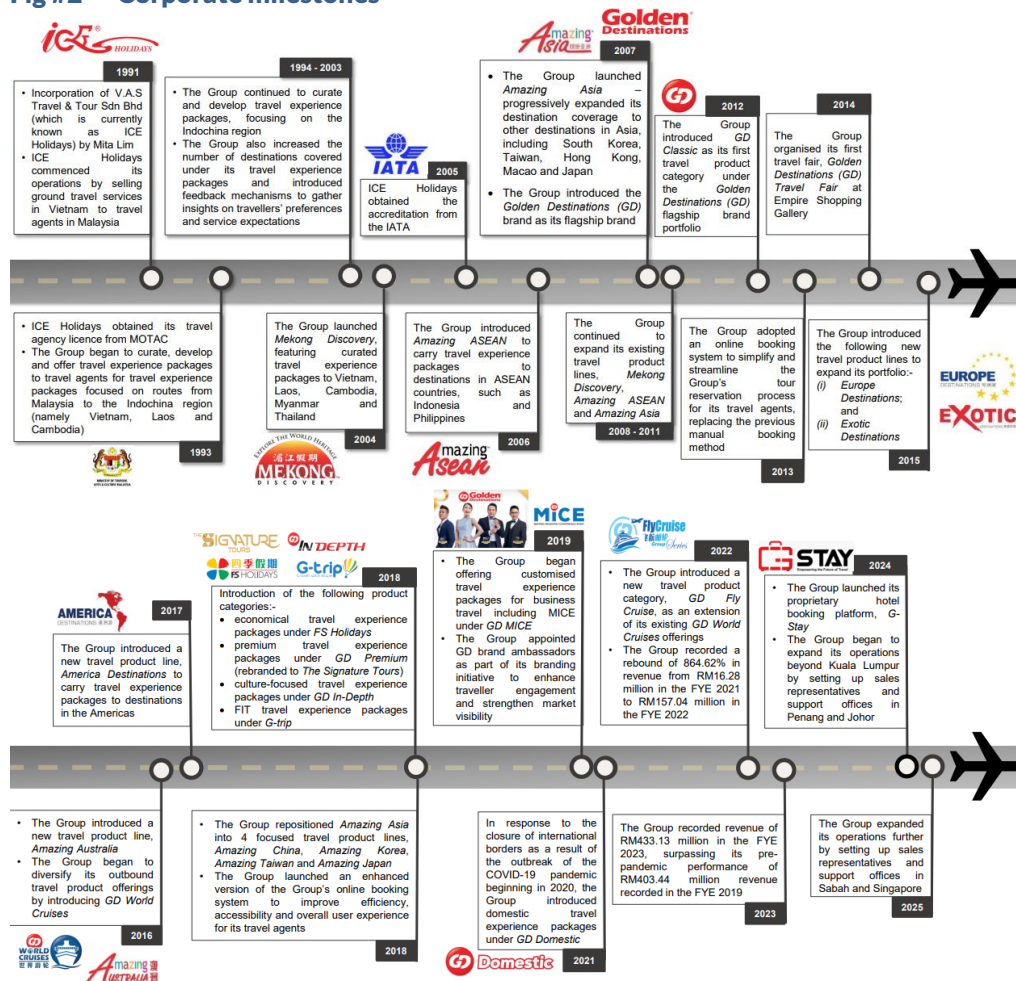 Fig #2 Corporate milestones
iCE HOLIDAYS
1991
• Incorporation of V.A.S
Travel & Tour Sdn Bhd
(which is currently
known as ICE
Holidays) by Mita Lim
• ICE Holidays
commenced its
operations by selling
ground travel services
in Vietnam to travel
agents in Malaysia
1994 - 2003
• The Group continued to curate
and develop travel experience
packages, focusing on the
Indochina region
• The Group also increased the
number of destinations covered
under its travel experience
packages and introduced
feedback mechanisms to gather
insights on travellers' preferences
and service expectations
IATA
2005
ICE Holidays
obtained the
accreditation from
the IATA
Amazing
Asia
Golden
Destinations
2007
• The Group launched
Amazing Asia –
progressively expanded its
destination coverage to
other destinations in Asia,
including South Korea,
Taiwan, Hong Kong,
Macao and Japan
• The Group introduced the
Golden Destinations (GD)
brand as its flagship brand
GD
2012
The Group
introduced GD
Classic as its first
travel product
category under
the Golden
Destinations (GD)
flagship brand
portfolio
2014
The Group
organised its first
travel fair, Golden
Destinations (GD)
Travel Fair at
Empire Shopping
Gallery
• ICE Holidays obtained its travel
agency licence from MOTAC
• The Group began to curate, develop
and offer travel experience packages
to travel agents for travel experience
packages focused on routes from
Malaysia to the Indochina region
(namely Vietnam, Laos and
Cambodia)
1993
The Group launched
Mekong Discovery,
featuring curated
travel experience
packages to Vietnam,
Laos, Cambodia,
Myanmar and
Thailand
2004
EXPLORE THE WORLD HERITAGE
湄江假期
MEKONG
DISCOVERY
The Group introduced
Amazing ASEAN to
carry travel experience
packages to
destinations in ASEAN
countries, such as
Indonesia and
Philippines
2006
Amazing
Asean
The Group
continued to
expand its existing
travel product
lines, Mekong
Discovery,
Amazing ASEAN
and Amazing Asia
2008 - 2011
The Group adopted
an online booking
system to simplify and
streamline the
Group's tour
reservation process
for its travel agents,
replacing the previous
manual booking
method
2013
The Group introduced
the following new
travel product lines to
expand its portfolio:-
(i) Europe
Destinations;
and
(ii) Exotic
Destinations
2015
EUROPE
DESTINATIONS
EXOTIC
AMERICA
DESTINATIONS
2017
The Group introduced a
new travel product line,
America Destinations to
carry travel experience
packages to destinations
in the Americas
THE SIGNATURE
TOURS
GD IN DEPTH
四季假期
FS HOLIDAYS
G-trip
2018
Introduction of the following product
categories:-
• economical travel experience
packages under FS Holidays
• premium travel experience
packages under GD Premium
(rebranded to The Signature Tours)
• culture-focused travel experience
packages under GD In-Depth
• FIT travel experience packages
under G-trip
Golden
Destinations
MiCE
2019
• The Group began
offering customised
travel experience
packages for business
travel including MICE
under GD MICE
• The Group appointed
GD brand ambassadors
as part of its branding
initiative to enhance
traveller engagement
and strengthen market
visibility
GD FlyCruise
Group Series
2022
• The Group introduced a
new travel product
category, GD Fly
Cruise, as an extension
of its existing GD World
Cruises offerings
• The Group recorded a
rebound of 864.62% in
revenue from RM16.28
million in the FYE 2021
to RM157.04 million in
the FYE 2022
G STAY
Empowering the Future of Travel
2024
• The Group launched its
proprietary hotel
booking platform, G-
Stay
• The Group began to
expand its operations
beyond Kuala Lumpur
by setting up sales
representatives and
support offices in
Penang and Johor
• The Group introduced a
new travel product line,
Amazing Australia
• The Group began to
diversify its outbound
travel product offerings
by introducing GD World
Cruises
2016
GD
WORLD
CRUISES
世界游轮
Amazing
AUSTRALIA
• The Group repositioned Amazing Asia
into 4 focused travel product lines,
Amazing China, Amazing Korea,
Amazing Taiwan and Amazing Japan
• The Group launched an enhanced
version of the Group's online booking
system to improve efficiency,
accessibility and overall user experience
for its travel agents
2018
In response to the
closure of international
borders as a result of
the outbreak of the
COVID-19 pandemic
beginning in 2020, the
Group introduced
domestic travel
experience packages
under GD Domestic
2021
GD Domestic
The Group recorded revenue of
RM433.13 million in the FYE
2023, surpassing its pre-
pandemic performance of
RM403.44 million revenue
recorded in the FYE 2019
2023
The Group expanded
its operations further
by setting up sales
representatives and
support offices in
Sabah and Singapore
2025